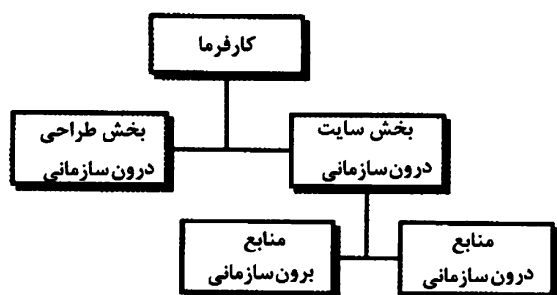 کارفرما
بخش سایت
درون‌سازمانی
بخش طراحی
درون‌سازمانی
منابع
درون‌سازمانی
منابع
برون‌سازمانی